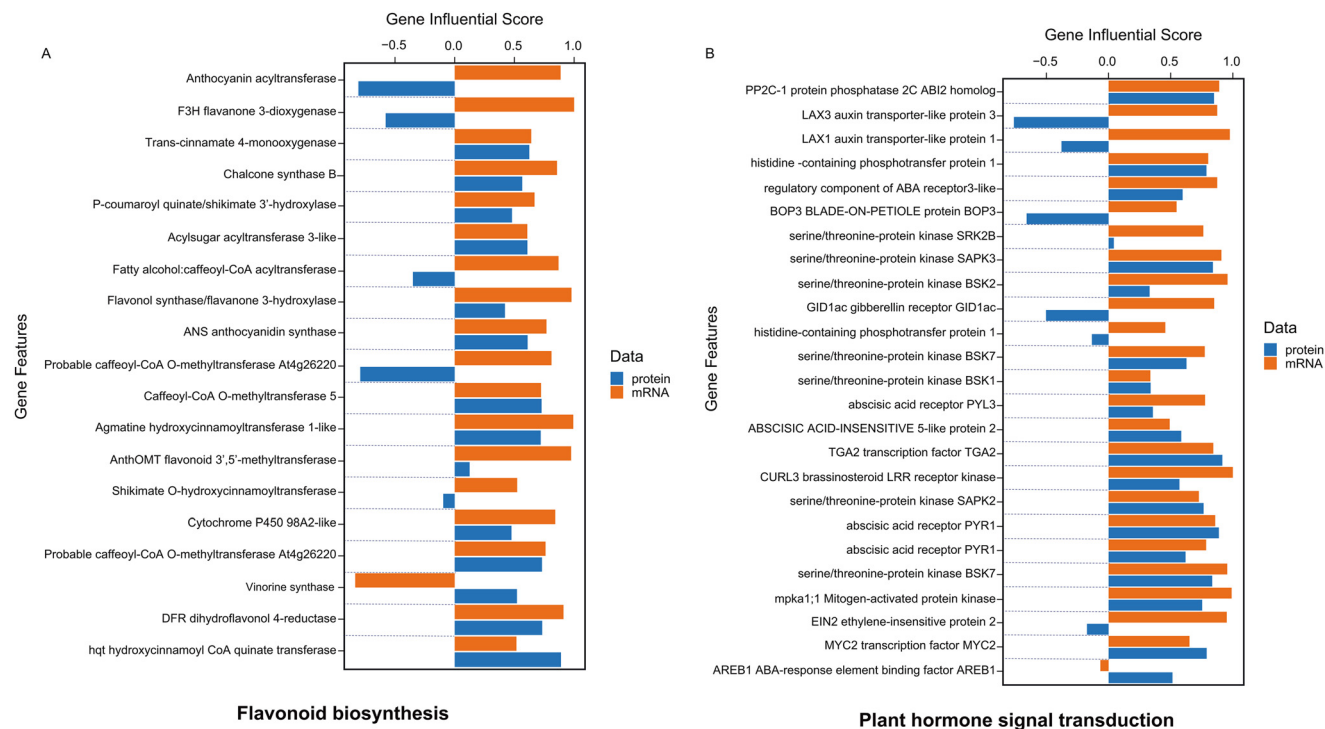 Gene Influential Score
A
−0.5
0.0
0.5
1.0
Anthocyanin acyltransferase
F3H flavanone 3-dioxygenase
Trans-cinnamate 4-monooxygenase
Chalcone synthase B
P-coumaroyl quinate/shikimate 3'-hydroxylase
Acylsugar acyltransferase 3-like
Fatty alcohol:caffeoyl-CoA acyltransferase
Flavonol synthase/flavanone 3-hydroxylase
ANS anthocyanidin synthase
Probable caffeoyl-CoA O-methyltransferase At4g26220
Caffeoyl-CoA O-methyltransferase 5
Agmatine hydroxycinnamoyltransferase 1-like
AnthOMT flavonoid 3',5'-methyltransferase
Shikimate O-hydroxycinnamoyltransferase
Cytochrome P450 98A2-like
Probable caffeoyl-CoA O-methyltransferase At4g26220
Vinorine synthase
DFR dihydroflavonol 4-reductase
hqt hydroxycinnamoyl CoA quinate transferase
Gene Features
Data
protein
mRNA
Flavonoid biosynthesis
Gene Influential Score
B
−0.5
0.0
0.5
1.0
PP2C-1 protein phosphatase 2C ABI2 homolog
LAX3 auxin transporter-like protein 3
LAX1 auxin transporter-like protein 1
histidine -containing phosphotransfer protein 1
regulatory component of ABA receptor3-like
BOP3 BLADE-ON-PETIOLE protein BOP3
serine/threonine-protein kinase SRK2B
serine/threonine-protein kinase SAPK3
serine/threonine-protein kinase BSK2
GID1ac gibberellin receptor GID1ac
histidine-containing phosphotransfer protein 1
serine/threonine-protein kinase BSK7
serine/threonine-protein kinase BSK1
abscisic acid receptor PYL3
ABSCISIC ACID-INSENSITIVE 5-like protein 2
TGA2 transcription factor TGA2
CURL3 brassinosteroid LRR receptor kinase
serine/threonine-protein kinase SAPK2
abscisic acid receptor PYR1
abscisic acid receptor PYR1
serine/threonine-protein kinase BSK7
mpka1;1 Mitogen-activated protein kinase
EIN2 ethylene-insensitive protein 2
MYC2 transcription factor MYC2
AREB1 ABA-response element binding factor AREB1
Gene Features
Data
protein
mRNA
Plant hormone signal transduction